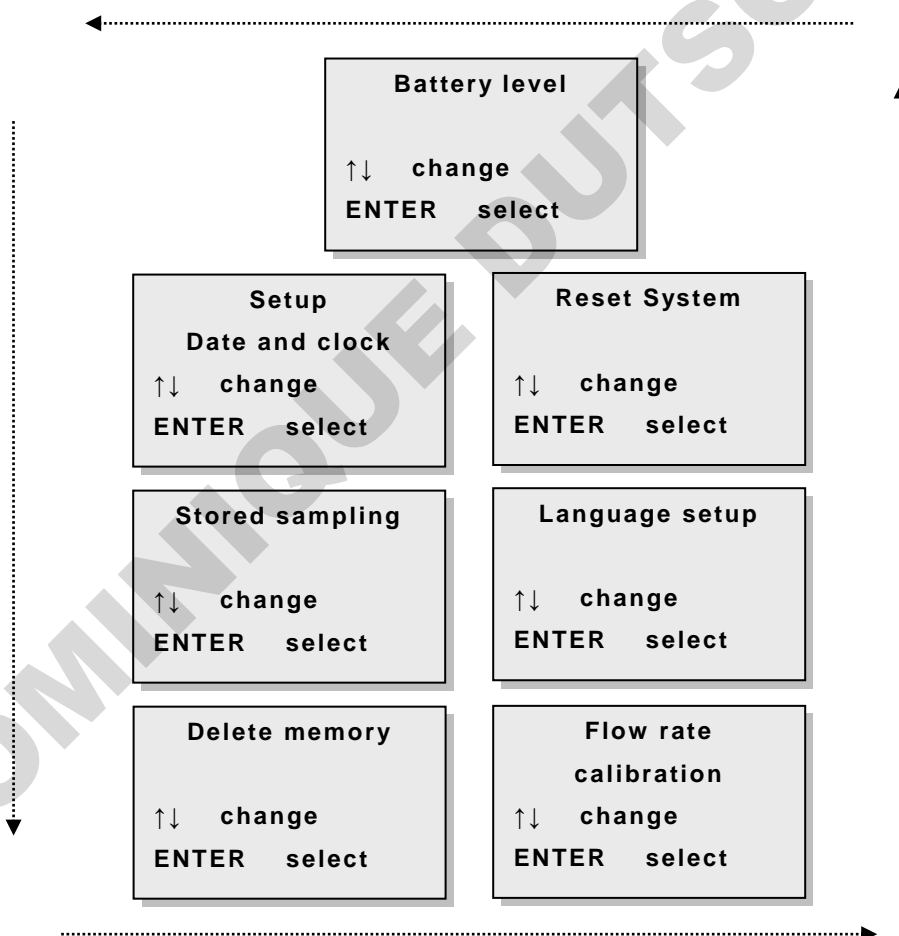 Battery level
↑↓ change
ENTER select
Setup
Date and clock
↑↓ change
ENTER select
Reset System
↑↓ change
ENTER select
Stored sampling
↑↓ change
ENTER select
Language setup
↑↓ change
ENTER select
Delete memory
↑↓ change
ENTER select
Flow rate
calibration
↑↓ change
ENTER select
OMINIQUE DUTSC